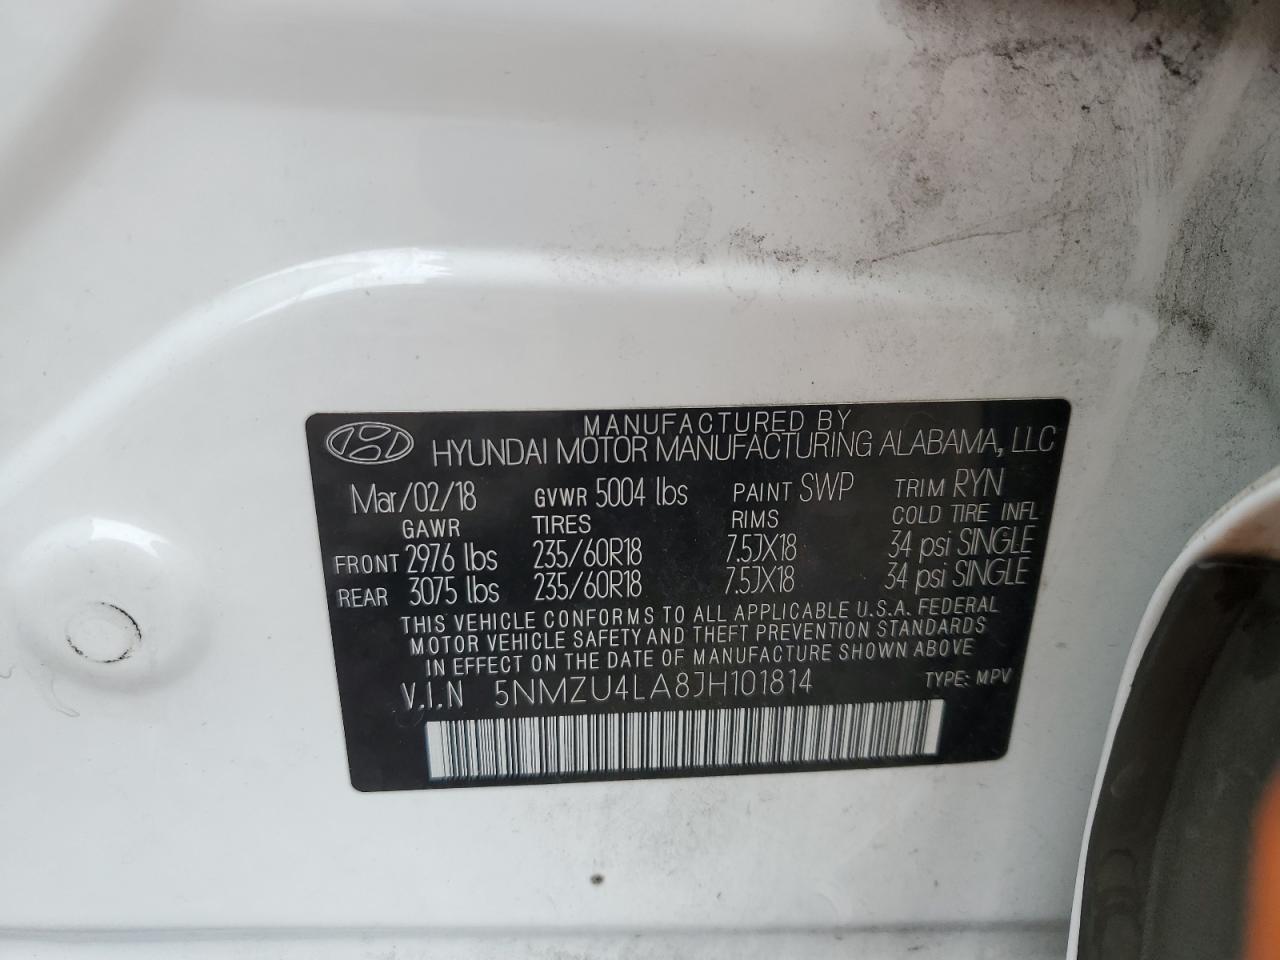 MANUFACTURED BY
HYUNDAI MOTOR MANUFACTURING ALABAMA, LLC
Mar/02/18 GVWR 5004 lbs PAINT SWP TRIM RYN
GAWR TIRES RIMS COLD TIRE INFL
FRONT 2976 lbs 235/60R18 7.5JX18 34 psi SINGLE
REAR 3075 lbs 235/60R18 7.5JX18 34 psi SINGLE
THIS VEHICLE CONFORMS TO ALL APPLICABLE U.S.A. FEDERAL
MOTOR VEHICLE SAFETY AND THEFT PREVENTION STANDARDS
IN EFFECT ON THE DATE OF MANUFACTURE SHOWN ABOVE
V.I.N 5NMZU4LA8JH101814 TYPE: MPV